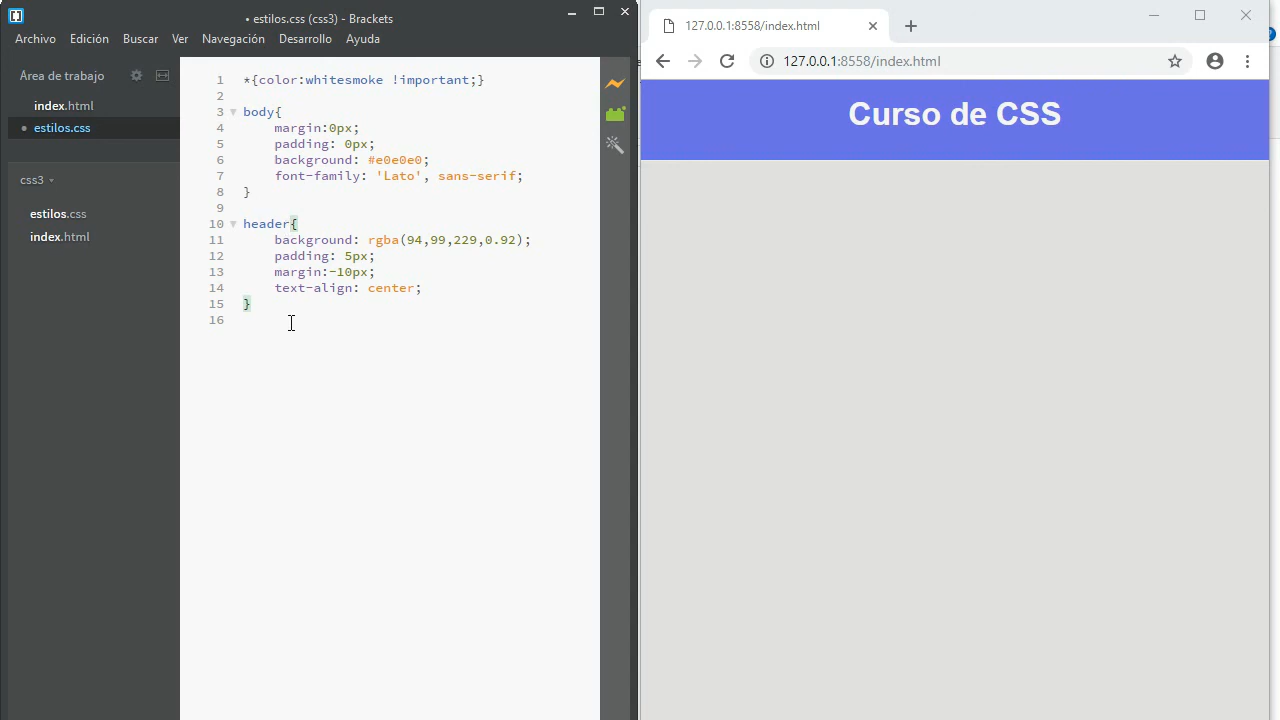 • estilos.css (css3) - Brackets
Archivo Edición Buscar Ver Navegación Desarrollo Ayuda
Área de trabajo
index.html
estilos.css
css3
estilos.css
index.html
1 *{color:whitesmoke !important;}
2
3 body{
4 margin:0px;
5 padding: 0px;
6 background: #e0e0e0;
7 font-family: 'Lato', sans-serif;
8 }
9
10 header{
11 background: rgba(94,99,229,0.92);
12 padding: 5px;
13 margin:-10px;
14 text-align: center;
15 }
16
127.0.0.1:8558/index.html
127.0.0.1:8558/index.html
Curso de CSS